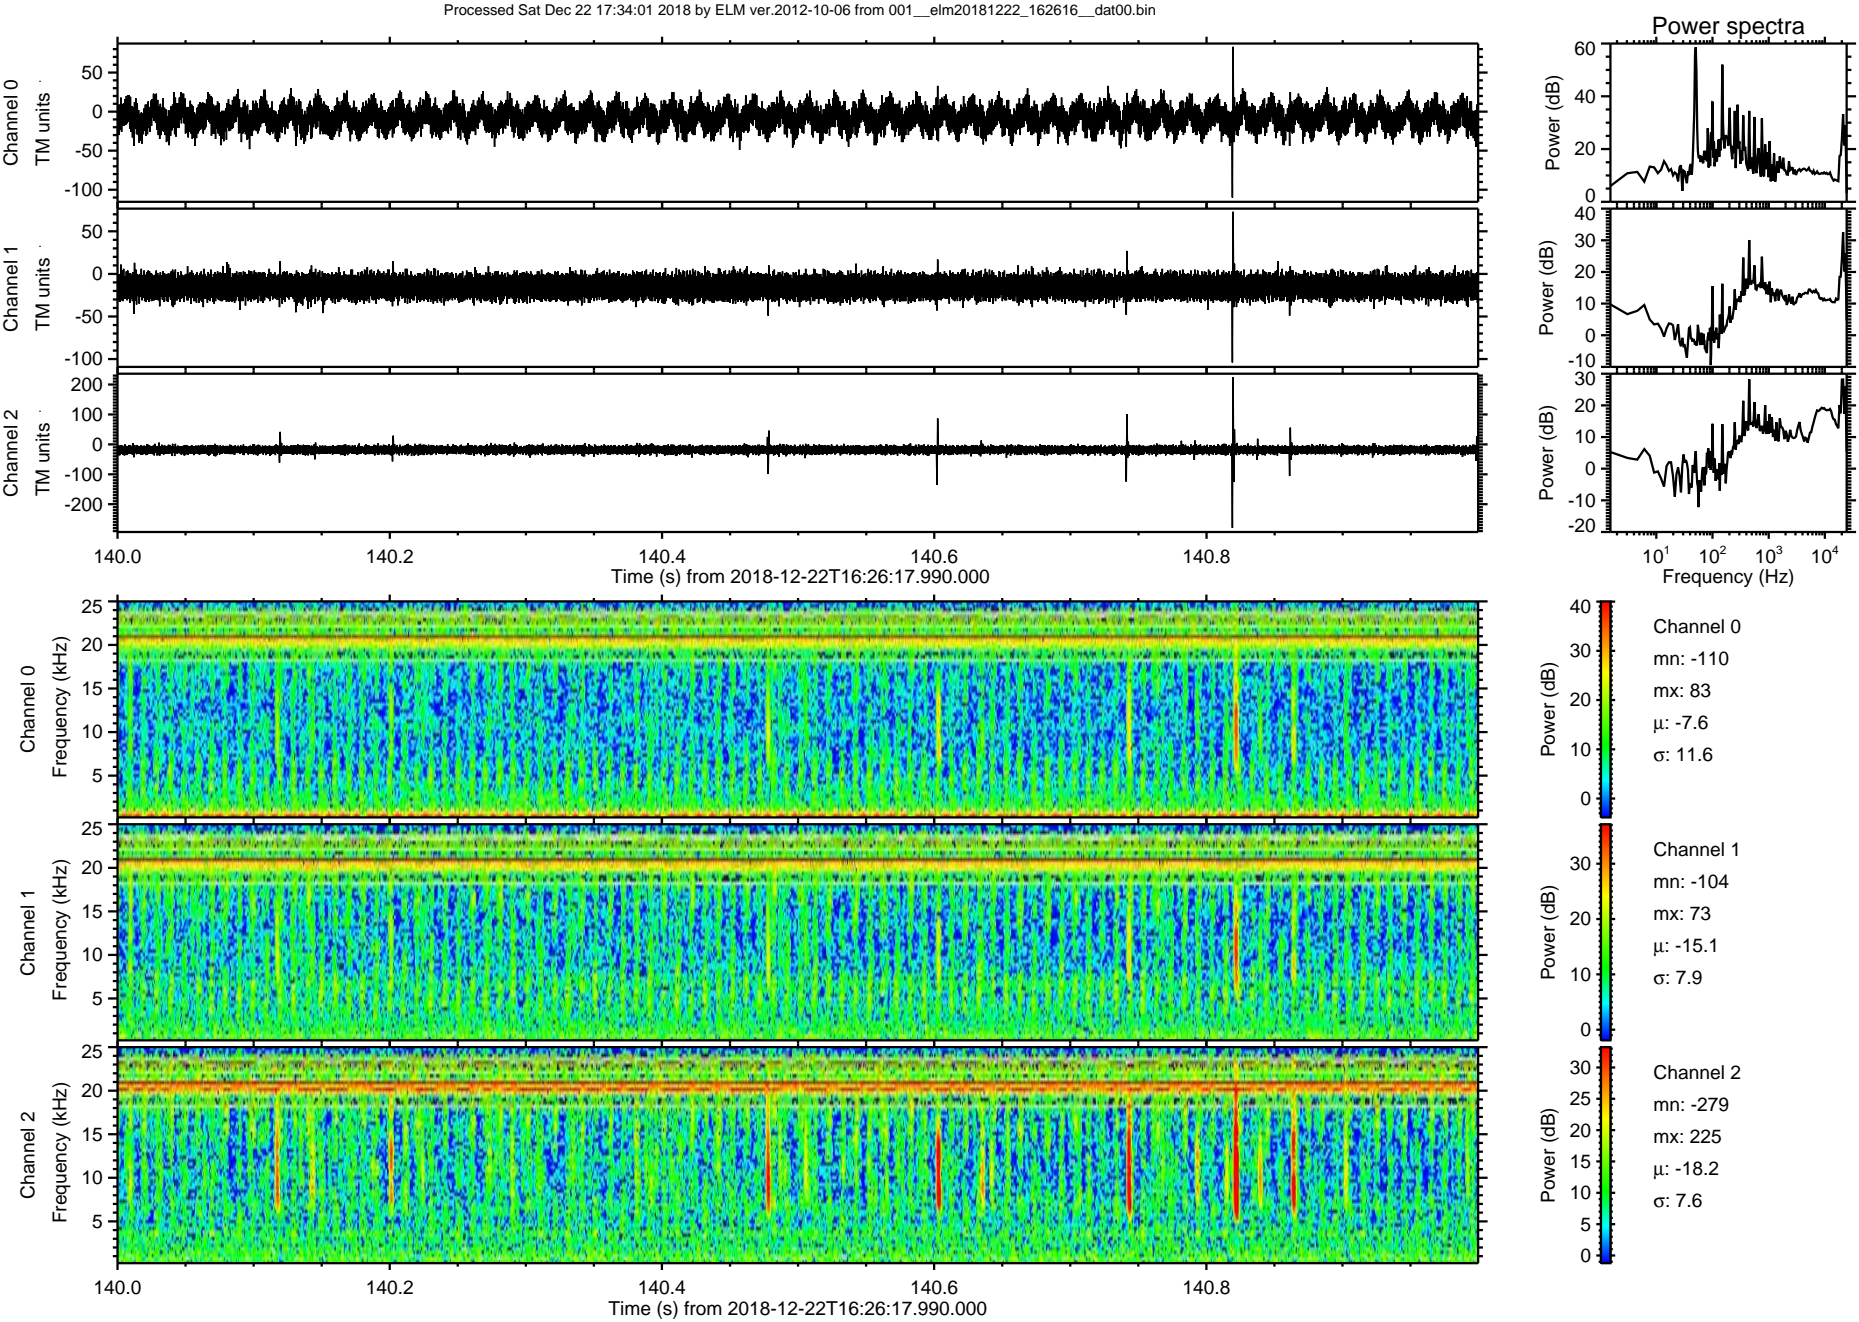 Processed Sat Dec 22 17:34:01 2018 by ELM ver.2012-10-06 from 001__elm20181222_162616__dat00.bin
Power spectra
Channel 0
TM units
50
0
-50
-100
Power (dB)
60
40
20
0
Channel 1
TM units
50
0
-50
-100
Power (dB)
40
30
20
10
0
-10
Channel 2
TM units
200
100
0
-100
-200
Power (dB)
30
20
10
0
-10
-20
140.0 140.2 140.4 140.6 140.8
Time (s) from 2018-12-22T16:26:17.990.000
10¹ 10² 10³ 10⁴
Frequency (Hz)
Channel 0
Frequency (kHz)
25
20
15
10
5
Power (dB)
40
30
20
10
0
Channel 0
mn: -110
mx: 83
μ: -7.6
σ: 11.6
Channel 1
Frequency (kHz)
25
20
15
10
5
Power (dB)
30
20
10
0
Channel 1
mn: -104
mx: 73
μ: -15.1
σ: 7.9
Channel 2
Frequency (kHz)
25
20
15
10
5
Power (dB)
30
25
20
15
10
5
0
Channel 2
mn: -279
mx: 225
μ: -18.2
σ: 7.6
140.0 140.2 140.4 140.6 140.8
Time (s) from 2018-12-22T16:26:17.990.000